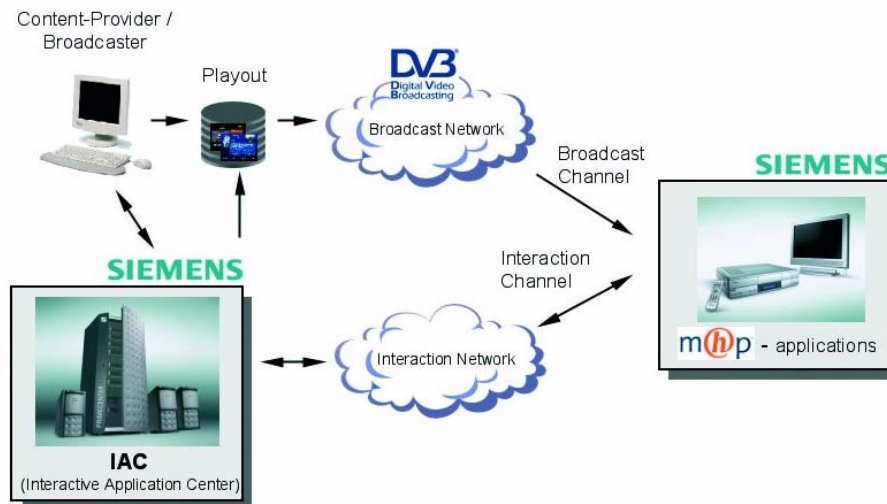 Content-Provider /
Broadcaster
Playout
DVB
Digital Video
Broadcasting
Broadcast Network
Broadcast
Channel
SIEMENS
SIEMENS
Interaction
Channel
Interaction Network
mhp - applications
PRIMECENTER
IAC
(Interactive Application Center)